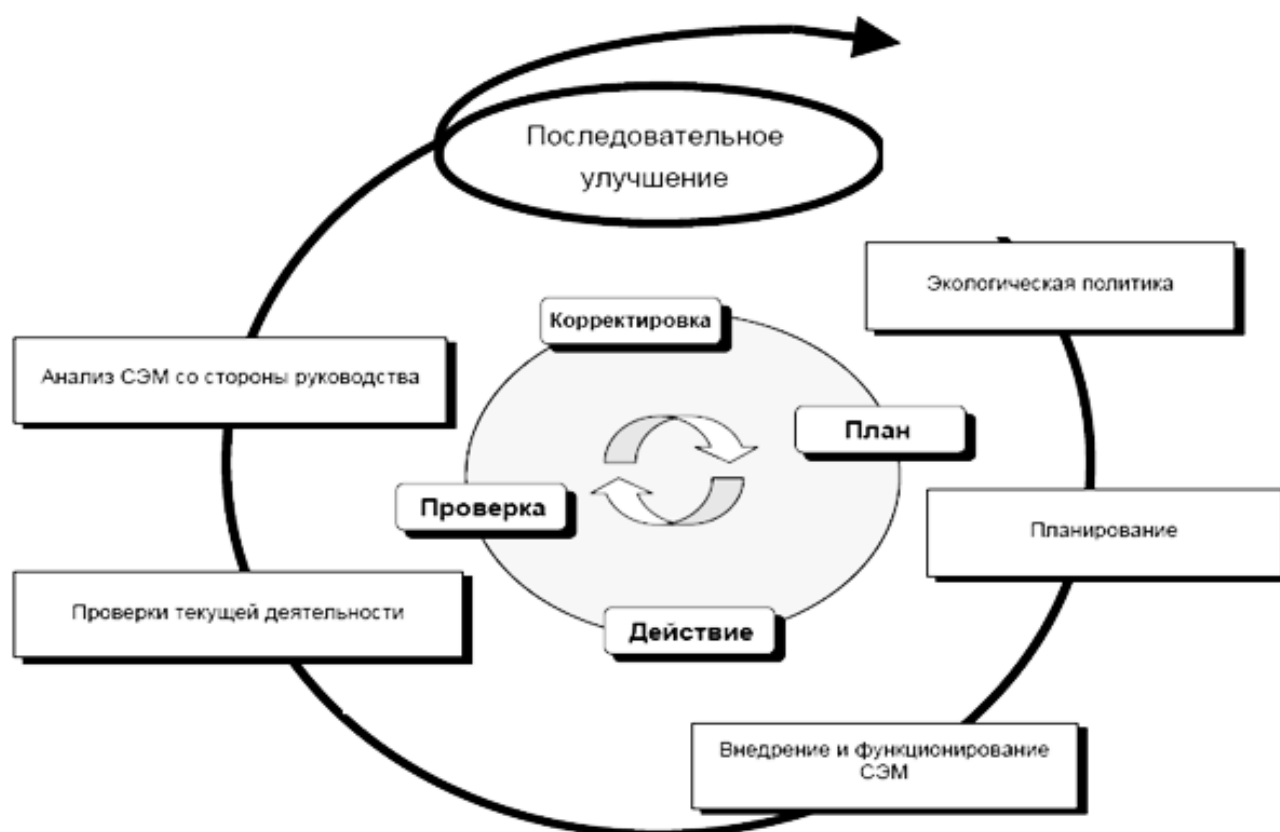 Последовательное
улучшение
Экологическая политика
Корректировка
Анализ СЭМ со стороны руководства
План
Проверка
Планирование
Проверки текущей деятельности
Действие
Внедрение и функционирование
СЭМ